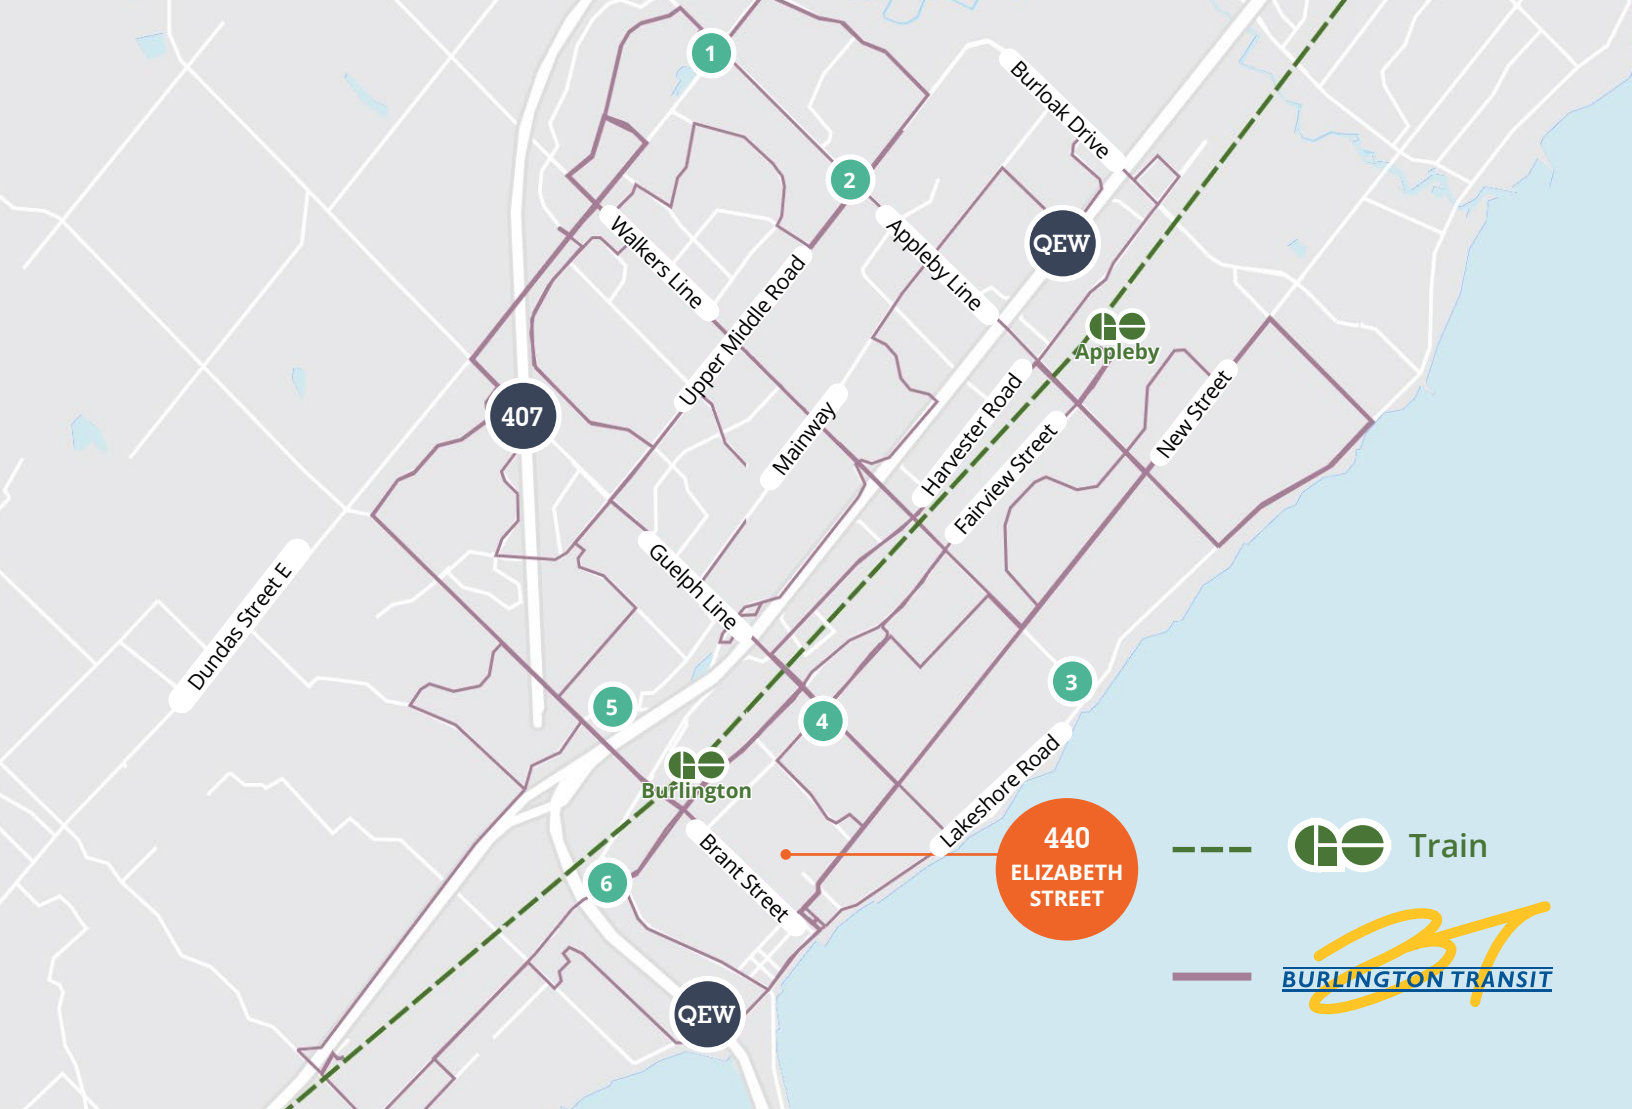 1
Burloak Drive
2
Walkers Line
Appleby Line
QEW
Upper Middle Road
Appleby
407
Mainway
Harvester Road
New Street
Fairview Street
Dundas Street E
Guelph Line
3
5
4
Burlington
Lakeshore Road
440
ELIZABETH
STREET
Train
Brant Street
6
BURLINGTON TRANSIT
QEW